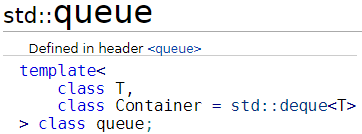 std::queue
Defined in header <queue>
template<
    class T,
    class Container = std::deque<T>
> class queue;